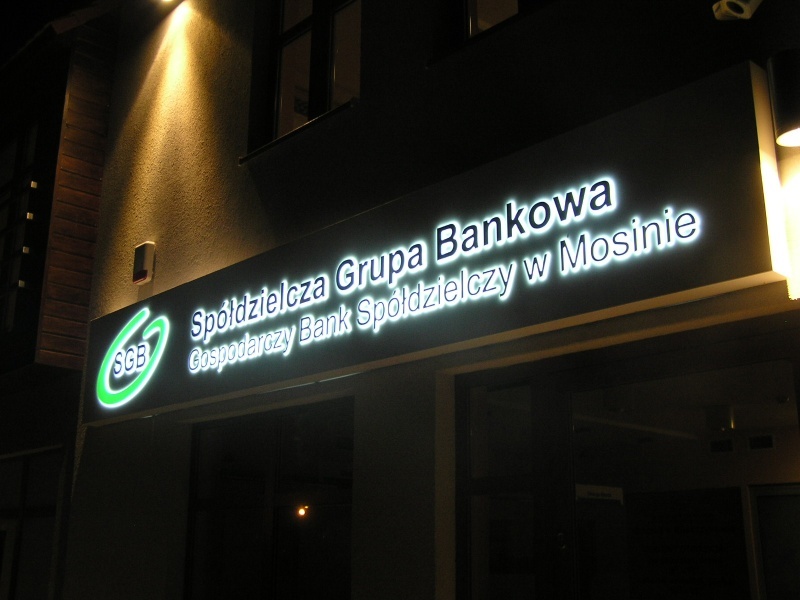 SGB
Spółdzielcza Grupa Bankowa
Gospodarczy Bank Spółdzielczy w Mosinie